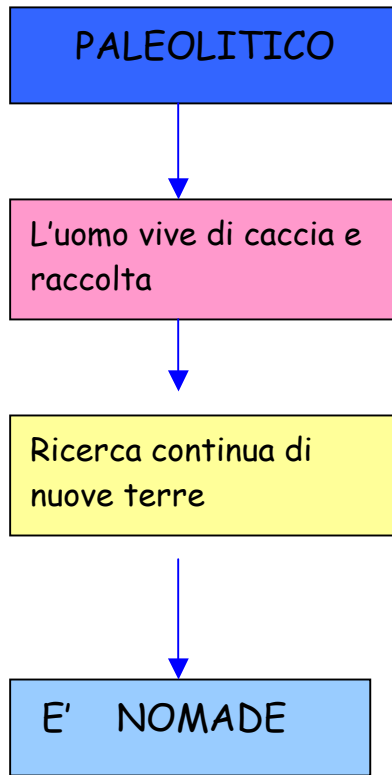 PALEOLITICO
L'uomo vive di caccia e
raccolta
Ricerca continua di
nuove terre
E' NOMADE